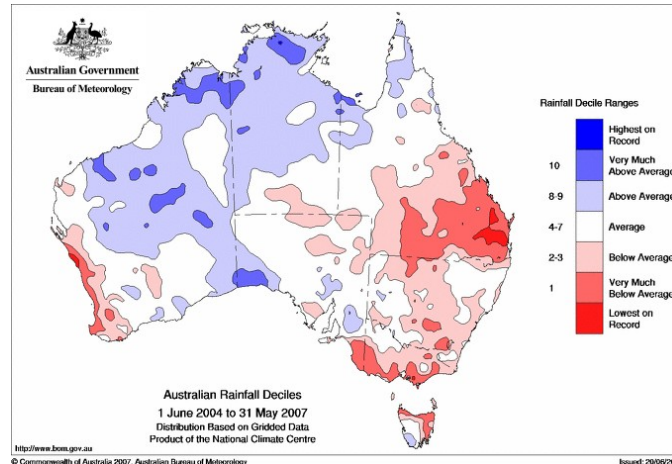 Australian Government
Bureau of Meteorology
Rainfall Decile Ranges
Highest on
Record
10
Very Much
Above Average
8-9
Above Average
4-7
Average
2-3
Below Average
1
Very Much
Below Average
Lowest on
Record
Australian Rainfall Deciles
1 June 2004 to 31 May 2007
Distribution Based on Gridded Data
Product of the National Climate Centre
http://www.bom.gov.au
© Commonwealth of Australia 2007, Australian Bureau of Meteorology
Issued: